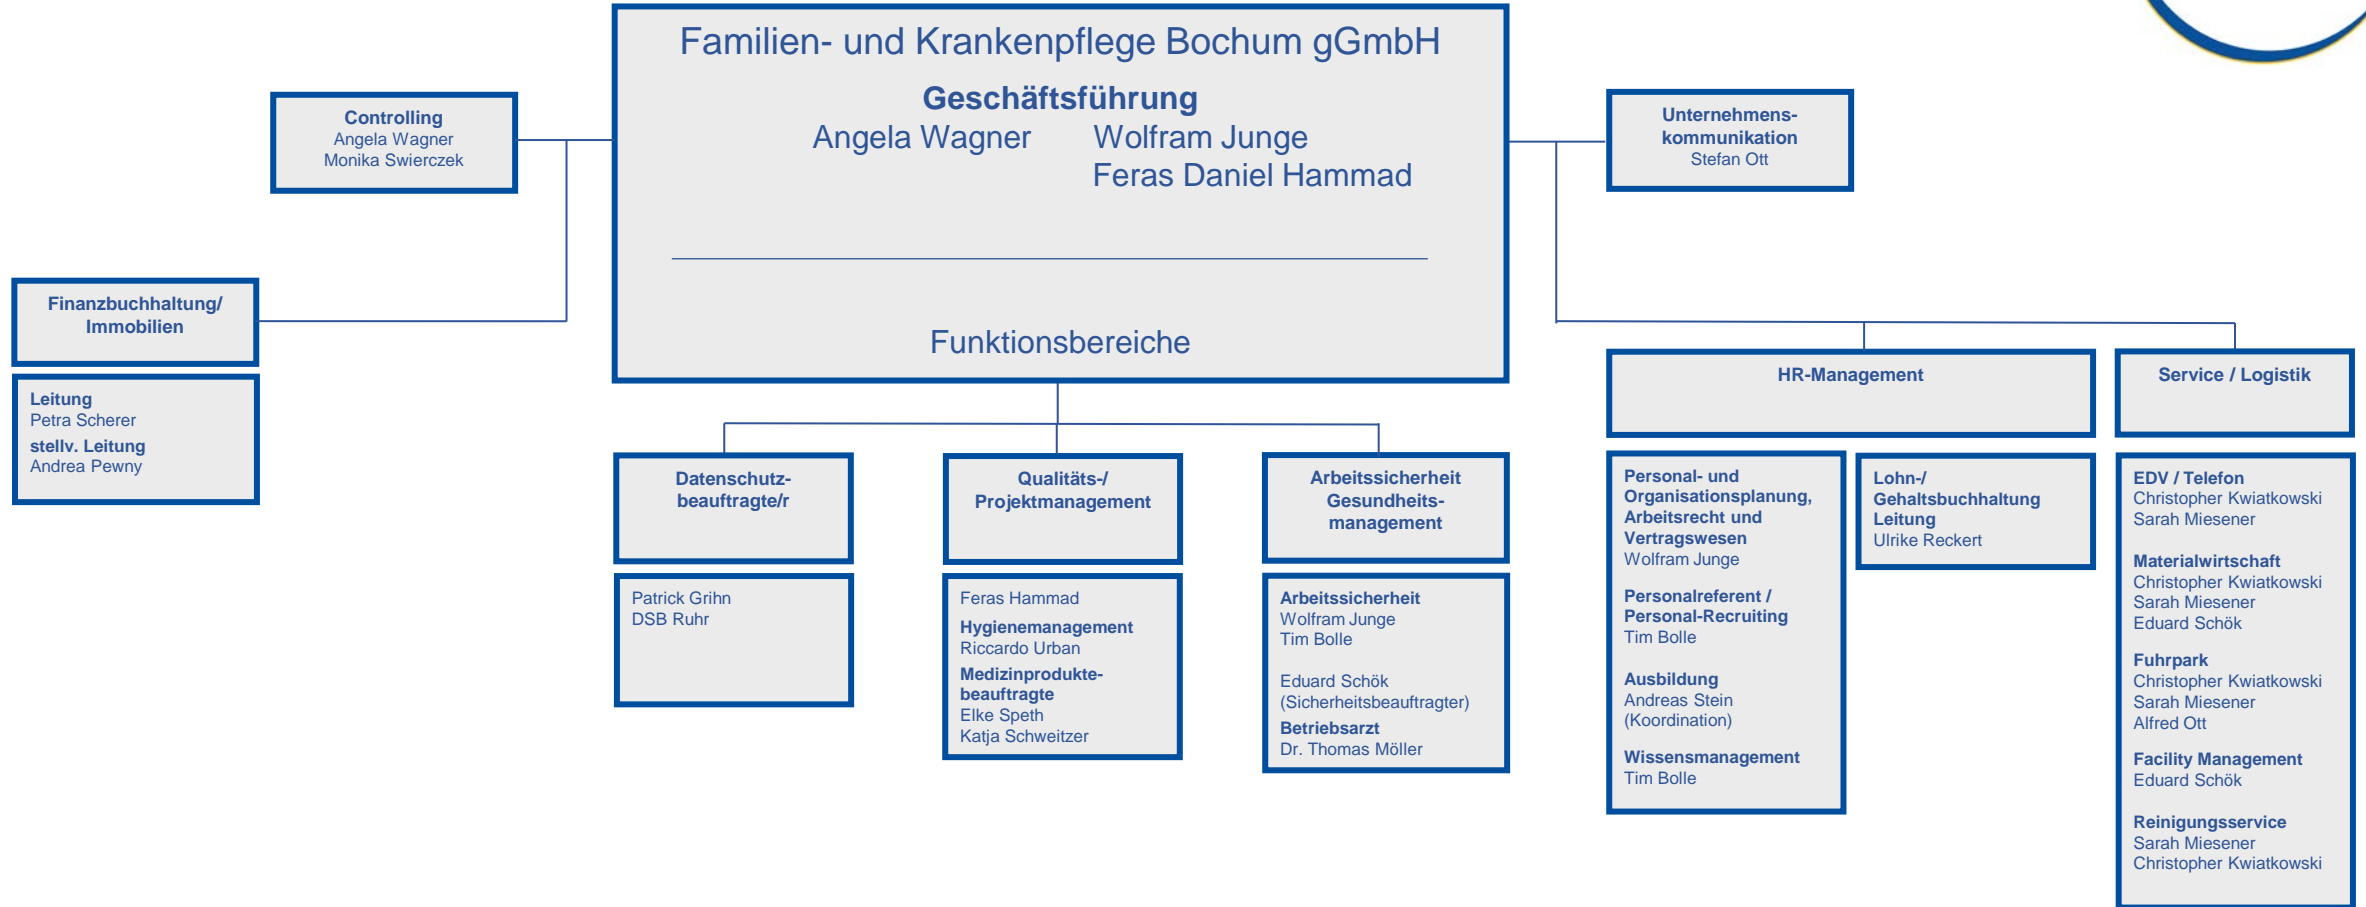 Familien- und Krankenpflege Bochum gGmbH
Geschäftsführung
Angela Wagner Wolfram Junge
Feras Daniel Hammad
Funktionsbereiche
Controlling
Angela Wagner
Monika Swierczek
Unternehmens-
kommunikation
Stefan Ott
Finanzbuchhaltung/
Immobilien
Leitung
Petra Scherer
stellv. Leitung
Andrea Pewny
Datenschutz-
beauftragte/r
Patrick Grihn
DSB Ruhr
Qualitäts-/
Projektmanagement
Feras Hammad
Hygienemanagement
Riccardo Urban
Medizinprodukte-
beauftragte
Elke Speth
Katja Schweitzer
Arbeitssicherheit
Gesundheits-
management
Arbeitssicherheit
Wolfram Junge
Tim Bolle
Eduard Schök
(Sicherheitsbeauftragter)
Betriebsarzt
Dr. Thomas Möller
HR-Management
Personal- und
Organisationsplanung,
Arbeitsrecht und
Vertragswesen
Wolfram Junge
Personalreferent /
Personal-Recruiting
Tim Bolle
Ausbildung
Andreas Stein
(Koordination)
Wissensmanagement
Tim Bolle
Lohn-/
Gehaltsbuchhaltung
Leitung
Ulrike Reckert
Service / Logistik
EDV / Telefon
Christopher Kwiatkowski
Sarah Miesener
Materialwirtschaft
Christopher Kwiatkowski
Sarah Miesener
Eduard Schök
Fuhrpark
Christopher Kwiatkowski
Sarah Miesener
Alfred Ott
Facility Management
Eduard Schök
Reinigungsservice
Sarah Miesener
Christopher Kwiatkowski